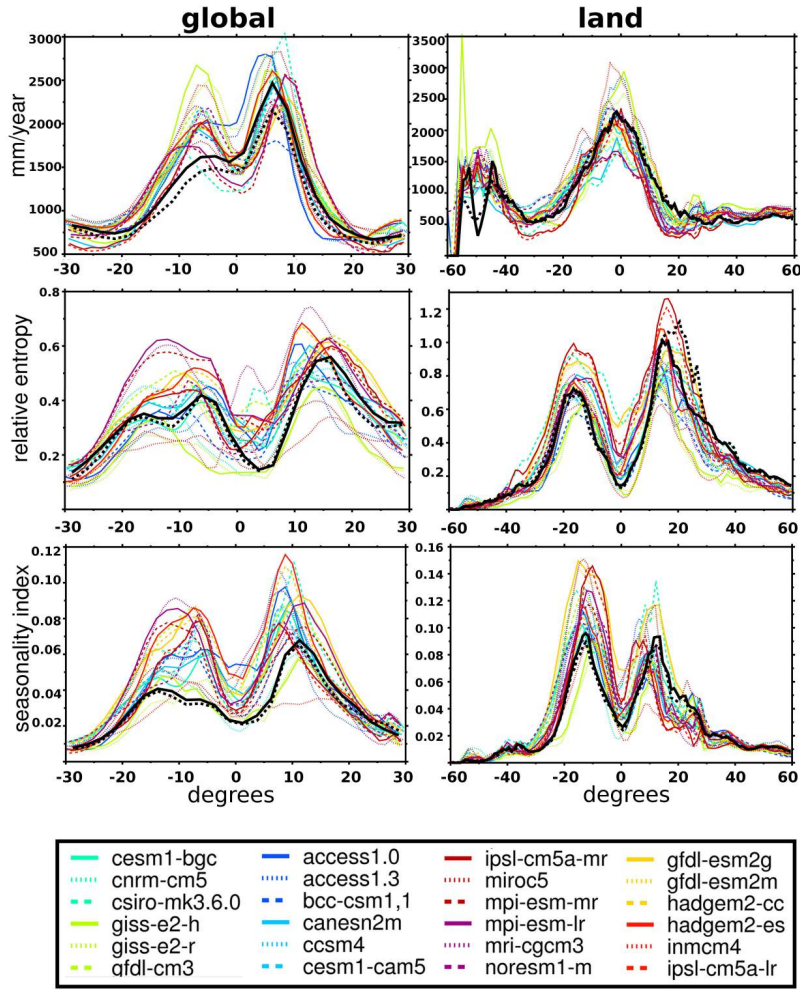 global land
mm/year
3000
2500
2000
1500
1000
500
-30 -20 -10 0 10 20 30
3500
3000
2500
2000
1500
1000
500
-60 -40 -20 0 20 40 60
relative entropy
0.8
0.6
0.4
0.2
-30 -20 -10 0 10 20 30
1.2
1.0
0.8
0.6
0.4
0.2
-60 -40 -20 0 20 40 60
seasonality index
0.12
0.10
0.08
0.06
0.04
0.02
-30 -20 -10 0 10 20 30
0.16
0.14
0.12
0.10
0.08
0.06
0.04
0.02
-60 -40 -20 0 20 40 60
degrees degrees
cesm1-bgc access1.0 ipsl-cm5a-mr gfdl-esm2g
cnrm-cm5 access1.3 miroc5 gfdl-esm2m
csiro-mk3.6.0 bcc-csm1,1 mpi-esm-mr hadgem2-cc
giss-e2-h canesn2m mpi-esm-lr hadgem2-es
giss-e2-r ccsm4 mri-cgcm3 inmcm4
gfdl-cm3 cesm1-cam5 noresm1-m ipsl-cm5a-lr